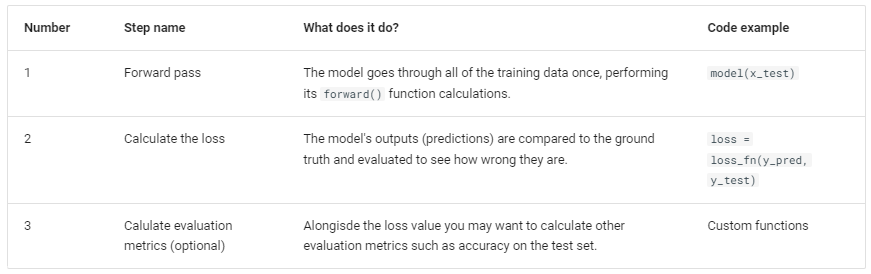 Number Step name What does it do? Code example
1 Forward pass The model goes through all of the training data once, performing model(x_test)
its forward() function calculations.
2 Calculate the loss The model's outputs (predictions) are compared to the ground loss =
truth and evaluated to see how wrong they are. loss_fn(y_pred,
y_test)
3 Calulate evaluation Alongisde the loss value you may want to calculate other Custom functions
metrics (optional) evaluation metrics such as accuracy on the test set.